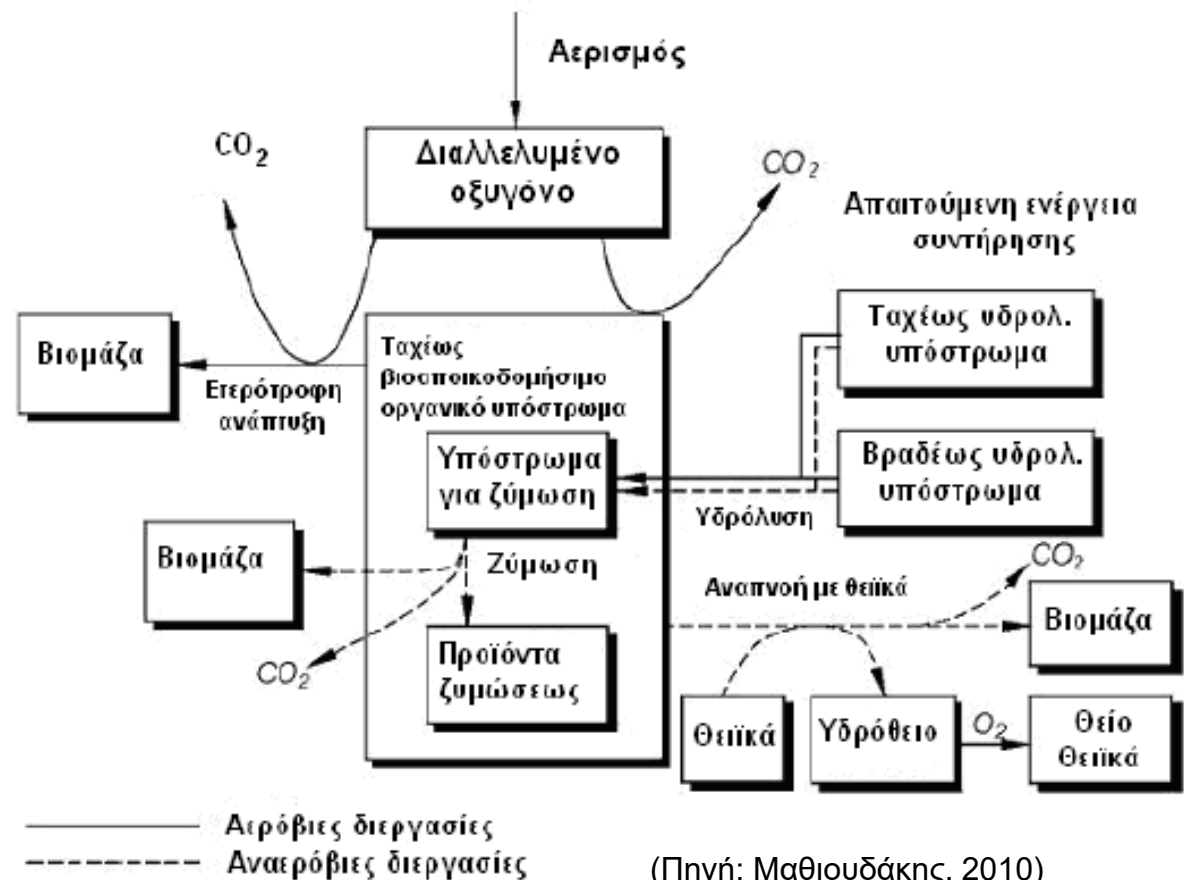 Αερισμός
CO2
Διαλλελυμένο
οξυγόνο
CO2
Απαιτούμενη ενέργεια
συντήρησης
Βιομάζα
Ετερότροφη
ανάπτυξη
Ταχέως
βιοαποικοδομήσιμο
οργανικό υπόστρωμα
Ταχέως υδρολ.
υπόστρωμα
Υπόστρωμα
για ζύμωση
Βραδέως υδρολ.
υπόστρωμα
Υδρόλυση
Βιομάζα
Ζύμωση
CO2
Προϊόντα
ζυμώσεως
Αναπνοή με θειϊκά
CO2
Βιομάζα
Θειϊκά
Υδρόθειο
O2
Θείο
Θειικά
Αερόβιες διεργασίες
Αναερόβιες διεργασίες
(Πηγή: Μαθιουδάκης, 2010)